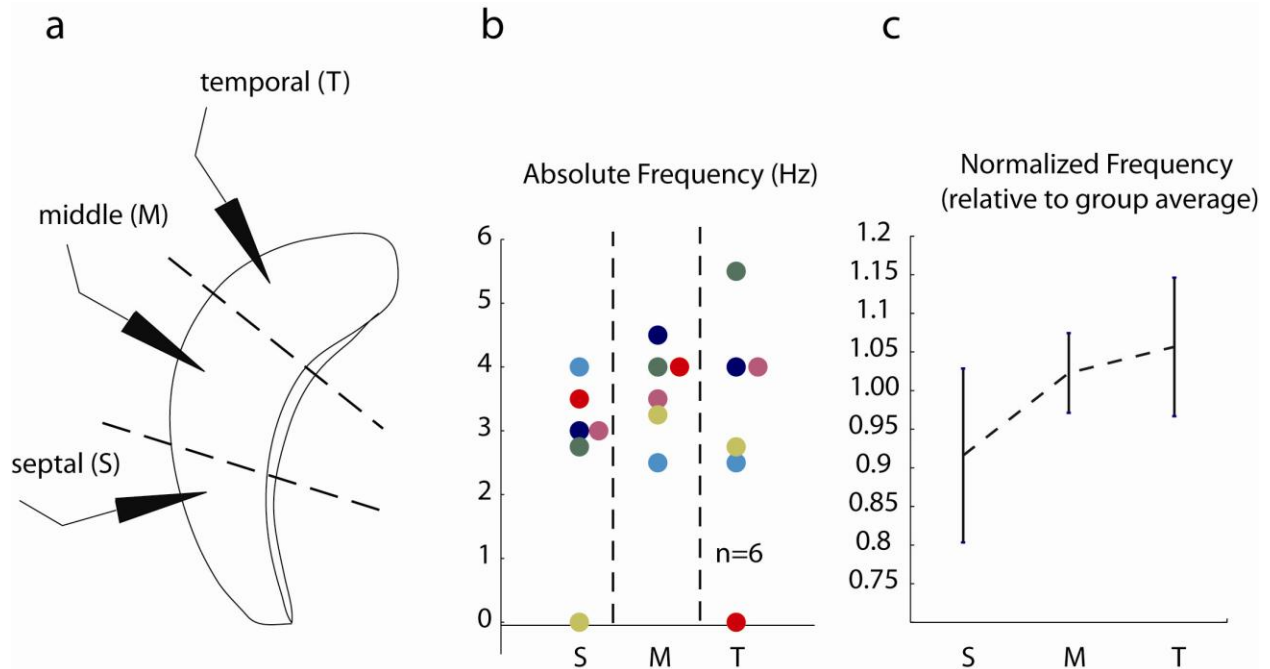 a
temporal (T)
middle (M)
septal (S)
b
Absolute Frequency (Hz)
6
5
4
3
2
1
0
n=6
S M T
c
Normalized Frequency
(relative to group average)
1.2
1.15
1.1
1.05
1.00
0.95
0.9
0.85
0.8
0.75
S M T